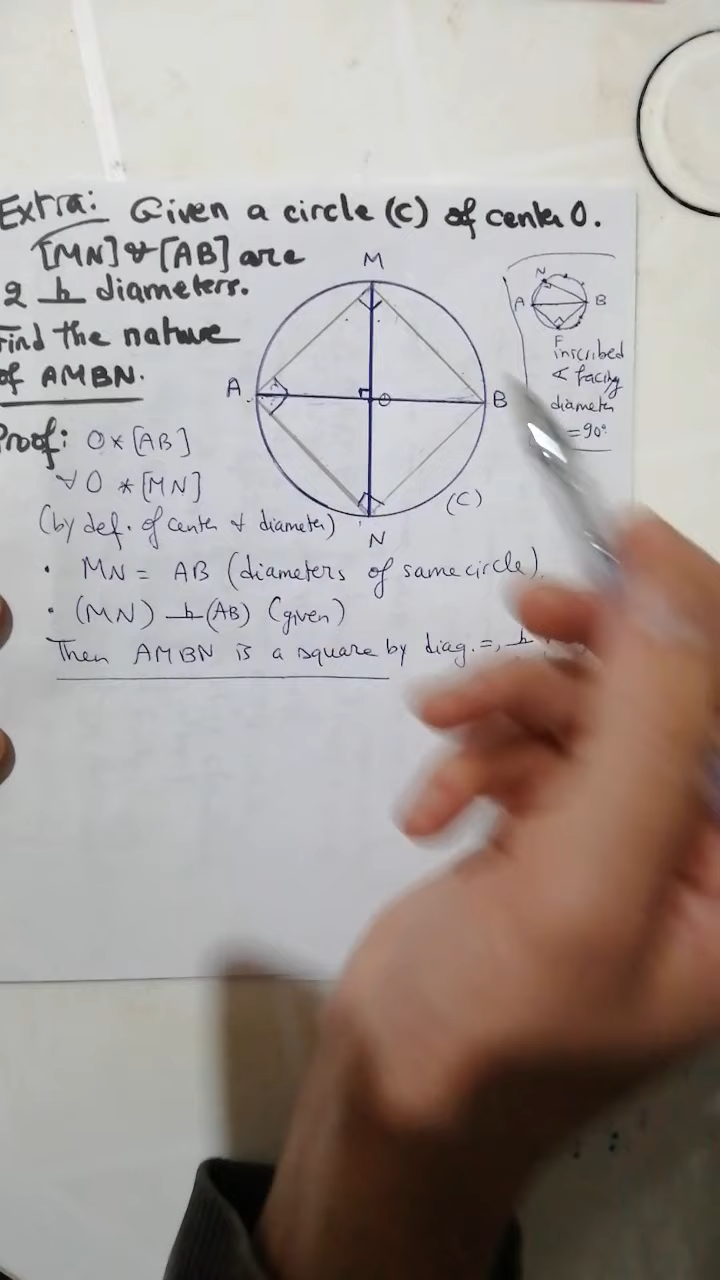 Extra: Given a circle (C) of center O.
[MN] & [AB] are
2 ⊥ diameters.
Find the nature
of AMBN.
M
A
O
B
N
(C)
N
A
B
F
inscribed
∢ facing
diameter
=90°
Proof: O * [AB]
& O * [MN]
(by def. of center & diameter)
• MN = AB (diameters of same circle)
• (MN) ⊥ (AB) (given)
Then AMBN is a square by diag. =, ⊥